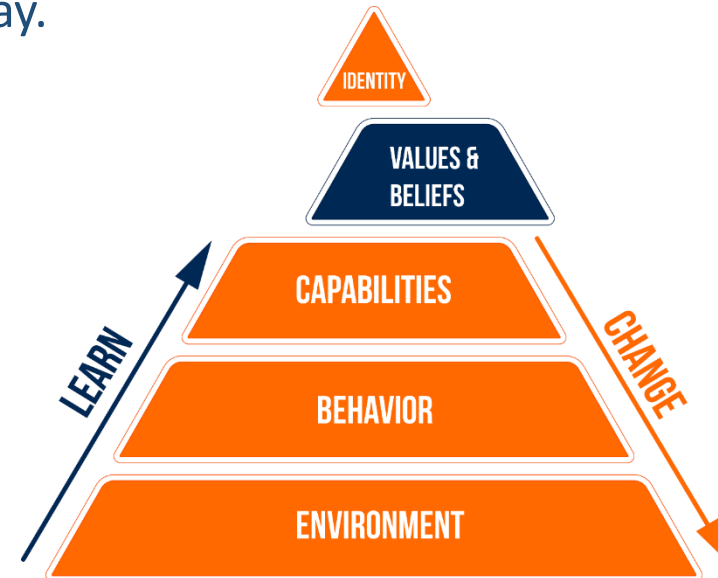 ay.
IDENTITY
VALUES &
BELIEFS
CAPABILITIES
LEARN
CHANGE
BEHAVIOR
ENVIRONMENT